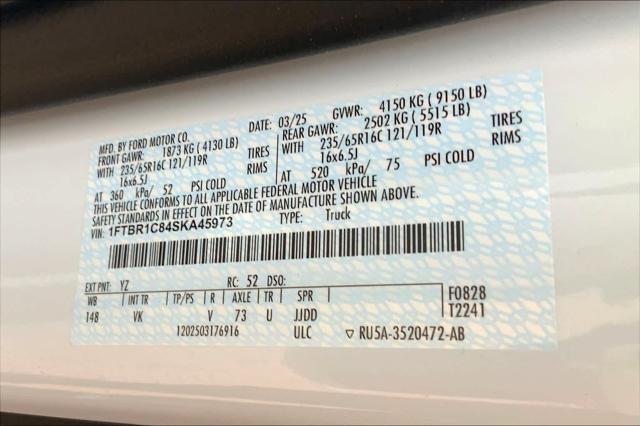 MFD. BY FORD MOTOR CO. DATE: 03/25 GVWR: 4150 KG ( 9150 LB)
FRONT GAWR: 1873 KG ( 4130 LB) REAR GAWR: 2502 KG ( 5515 LB)
WITH 235/65R16C 121/119R TIRES WITH 235/65R16C 121/119R TIRES
16x6.5J RIMS 16x6.5J RIMS
AT 360 kPa/ 52 PSI COLD AT 520 kPa/ 75 PSI COLD
THIS VEHICLE CONFORMS TO ALL APPLICABLE FEDERAL MOTOR VEHICLE
SAFETY STANDARDS IN EFFECT ON THE DATE OF MANUFACTURE SHOWN ABOVE.
VIN: 1FTBR1C84SKA45973 TYPE: Truck
EXT PNT: YZ RC: 52 DSO:
WB INT TR TP/PS R AXLE TR SPR F0828
148 VK V 73 U JJDD T2241
1202503176916 ULC ▽ RU5A-3520472-AB